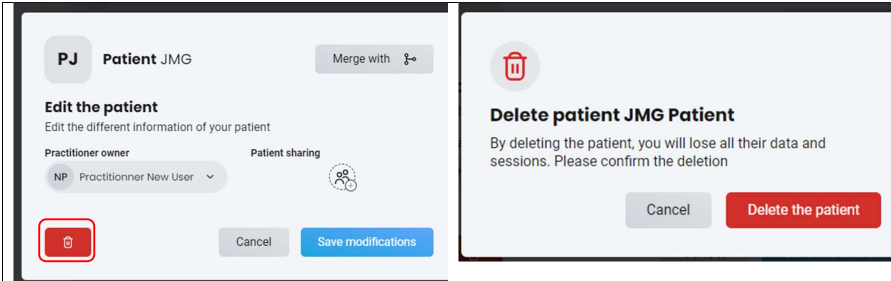 PJ Patient JMG
Merge with
Edit the patient
Edit the different information of your patient
Practitioner owner
Patient sharing
NP Practitionner New User
Cancel
Save modifications
Delete patient JMG Patient
By deleting the patient, you will lose all their data and
sessions. Please confirm the deletion
Cancel
Delete the patient